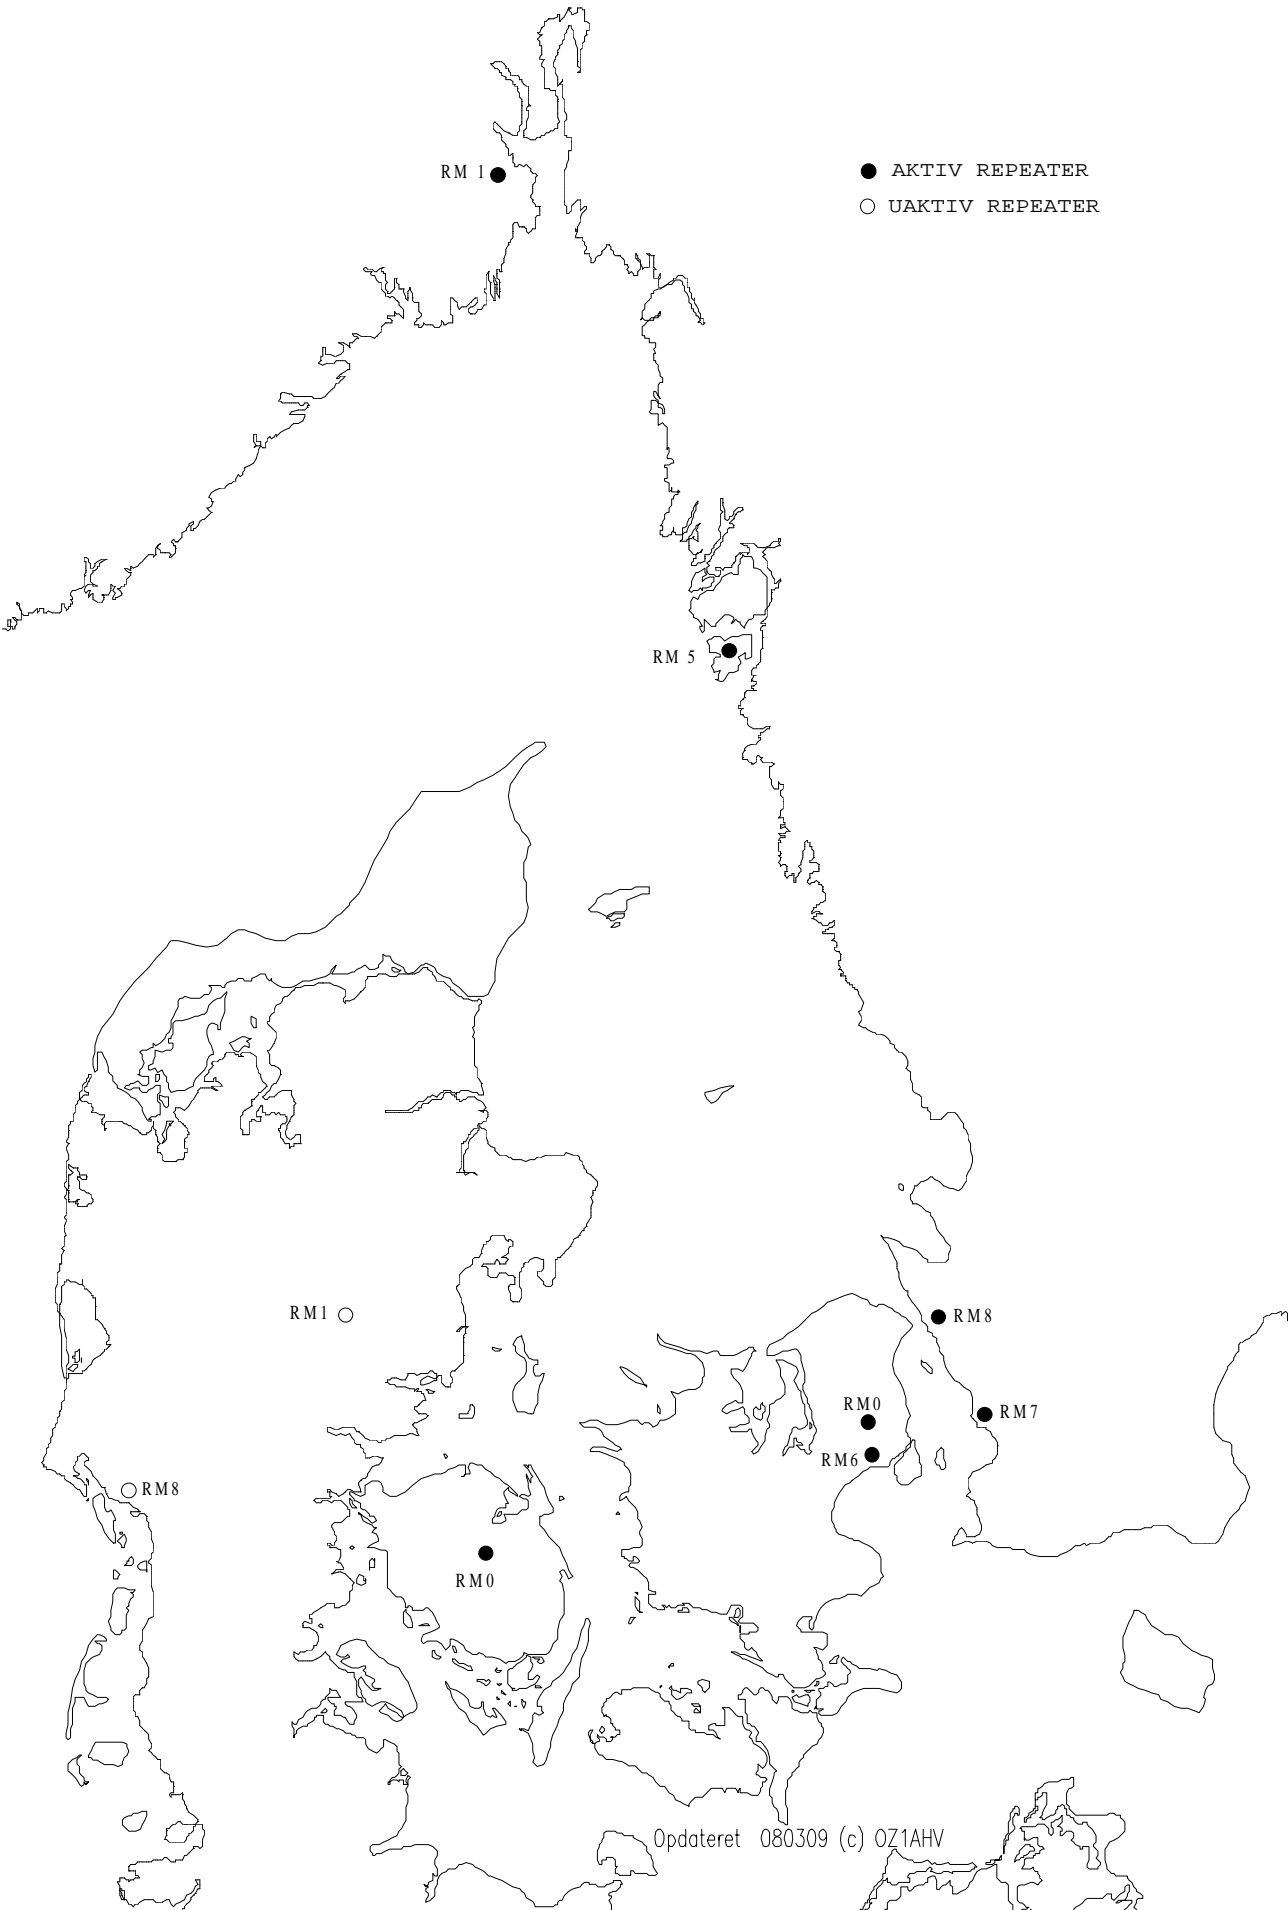 RM 1
AKTIV REPEATER
UAKTIV REPEATER
RM 5
RM1
RM8
RM0
RM7
RM6
RM8
RM0
Opdateret 080309 (c) OZ1AHV